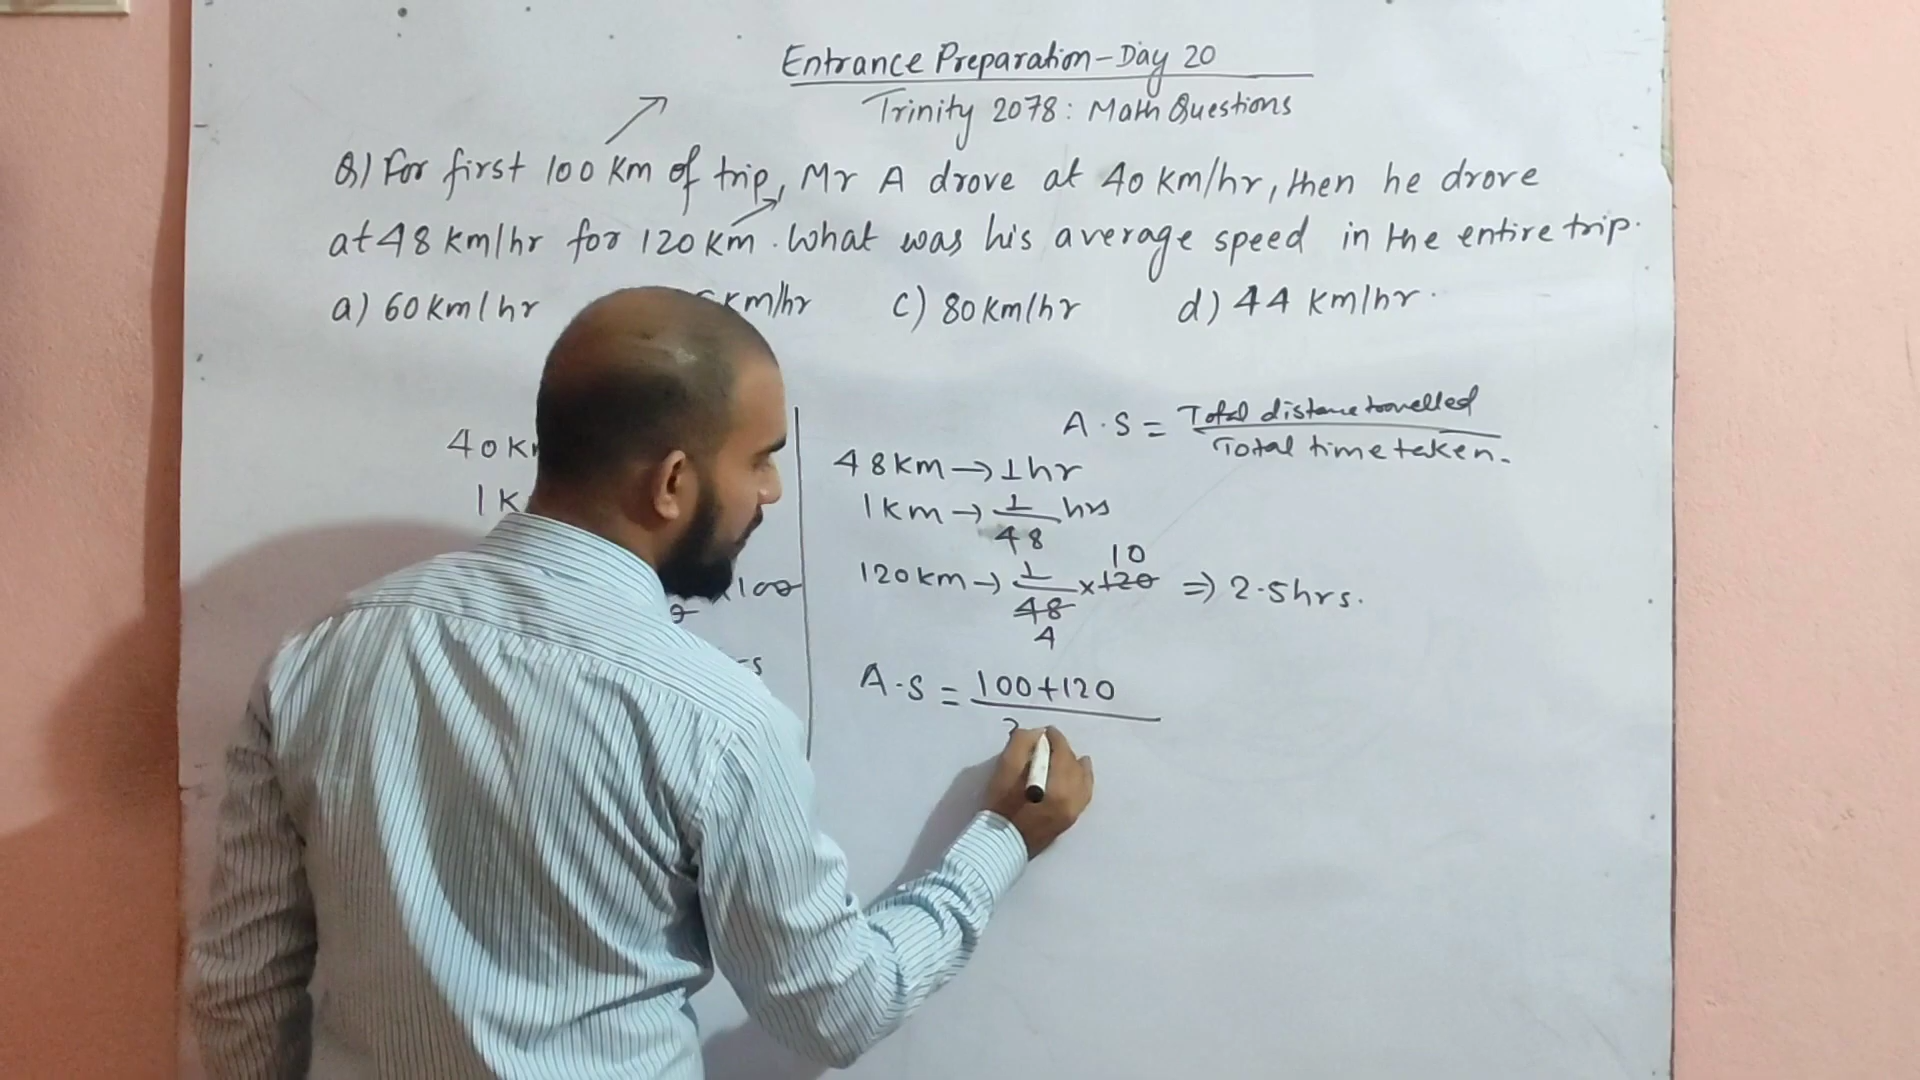 Entrance Preparation-Day 20
Trinity 2078: Math Questions
Q) For first 100 Km of trip, Mr A drove at 40 Km/hr, then he drove
at 48 Km/hr for 120 Km. What was his average speed in the entire trip.
a) 60 Km/hr Km/hr c) 80 Km/hr d) 44 Km/hr.
A.S = Total distance travelled
Total time taken.
40 K
1 K
x100
48 Km → 1 hr
1 Km → 1/48 hrs
10
120 Km → 1/48 x 120 ⇒ 2.5 hrs.
4
A.S = 100+120